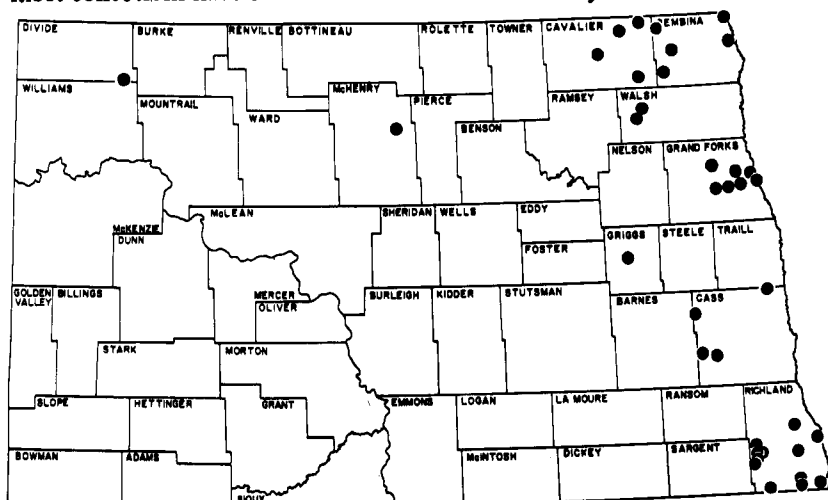 DIVIDE
BURKE
RENVILLE
BOTTINEAU
ROLETTE
TOWNER
CAVALIER
PEMBINA
WILLIAMS
MOUNTRAIL
WARD
McHENRY
PIERCE
BENSON
RAMSEY
WALSH
NELSON
GRAND FORKS
McKENZIE
DUNN
McLEAN
SHERIDAN
WELLS
EDDY
FOSTER
GRIGGS
STEELE
TRAILL
GOLDEN
VALLEY
BILLINGS
MERCER
OLIVER
BURLEIGH
KIDDER
STUTSMAN
BARNES
CASS
STARK
MORTON
SLOPE
HETTINGER
GRANT
EMMONS
LOGAN
LA MOURE
RANSOM
RICHLAND
BOWMAN
ADAMS
SIOUX
McINTOSH
DICKEY
SARGENT